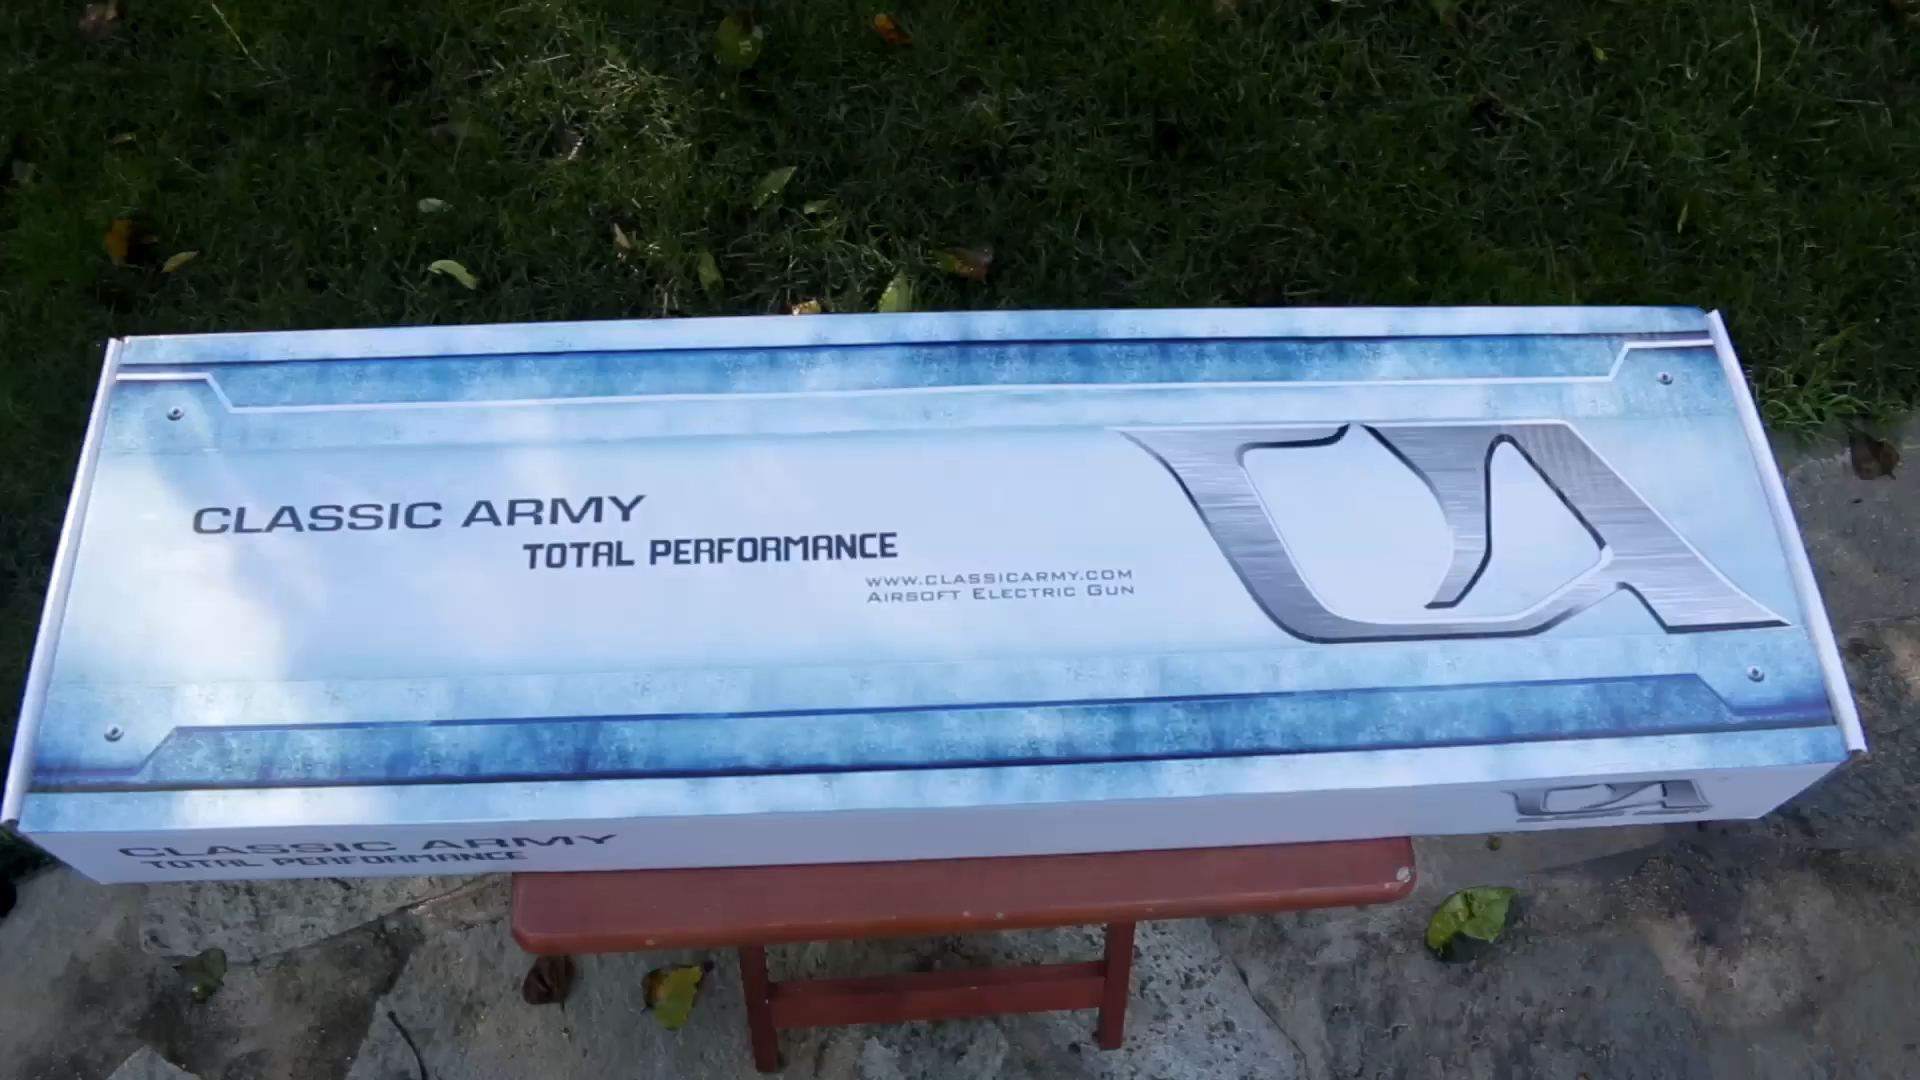 CLASSIC ARMY
TOTAL PERFORMANCE
WWW.CLASSICARMY.COM
AIRSOFT ELECTRIC GUN
CA
CLASSIC ARMY
TOTAL PERFORMANCE
CA